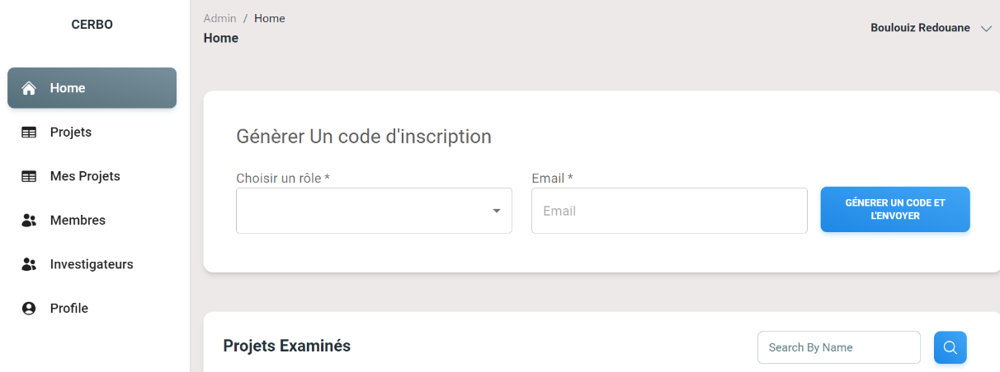 CERBO
Home
Projets
Mes Projets
Membres
Investigateurs
Profile
Admin / Home
Home
Boulouiz Redouane
Génèrer Un code d'inscription
Choisir un rôle *
Email *
Email
GÉNERER UN CODE ET
L'ENVOYER
Projets Examinés
Search By Name